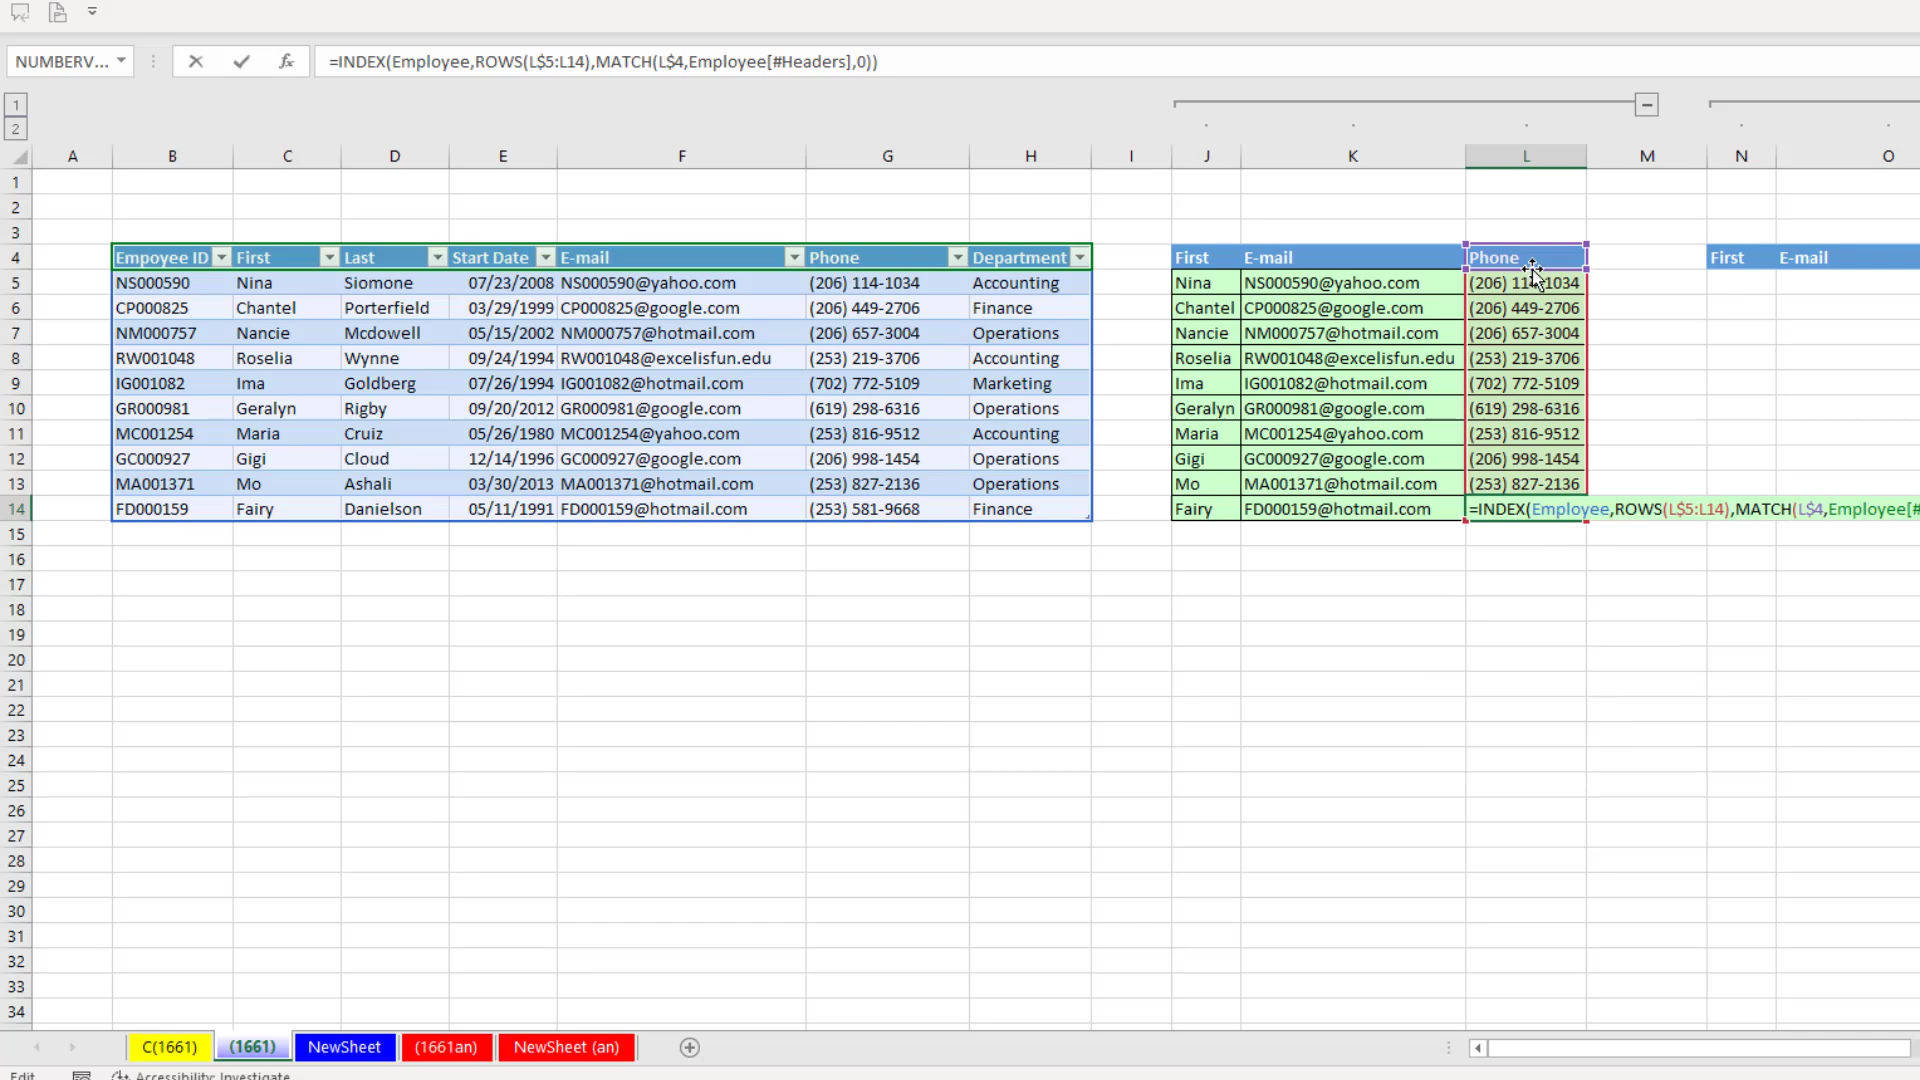 NUMBERV... fx =INDEX(Employee,ROWS(L$5:L14),MATCH(L$4,Employee[#Headers],0))
1
2
A B C D E F G H I J K L M N O
1
2
3
4 Empoyee ID First Last Start Date E-mail Phone Department First E-mail Phone First E-mail
5 NS000590 Nina Siomone 07/23/2008 NS000590@yahoo.com (206) 114-1034 Accounting Nina NS000590@yahoo.com (206) 114-1034
6 CP000825 Chantel Porterfield 03/29/1999 CP000825@google.com (206) 449-2706 Finance Chantel CP000825@google.com (206) 449-2706
7 NM000757 Nancie Mcdowell 05/15/2002 NM000757@hotmail.com (206) 657-3004 Operations Nancie NM000757@hotmail.com (206) 657-3004
8 RW001048 Roselia Wynne 09/24/1994 RW001048@excelisfun.edu (253) 219-3706 Accounting Roselia RW001048@excelisfun.edu (253) 219-3706
9 IG001082 Ima Goldberg 07/26/1994 IG001082@hotmail.com (702) 772-5109 Marketing Ima IG001082@hotmail.com (702) 772-5109
10 GR000981 Geralyn Rigby 09/20/2012 GR000981@google.com (619) 298-6316 Operations Geralyn GR000981@google.com (619) 298-6316
11 MC001254 Maria Cruiz 05/26/1980 MC001254@yahoo.com (253) 816-9512 Accounting Maria MC001254@yahoo.com (253) 816-9512
12 GC000927 Gigi Cloud 12/14/1996 GC000927@google.com (206) 998-1454 Operations Gigi GC000927@google.com (206) 998-1454
13 MA001371 Mo Ashali 03/30/2013 MA001371@hotmail.com (253) 827-2136 Operations Mo MA001371@hotmail.com (253) 827-2136
14 FD000159 Fairy Danielson 05/11/1991 FD000159@hotmail.com (253) 581-9668 Finance Fairy FD000159@hotmail.com =INDEX(Employee,ROWS(L$5:L14),MATCH(L$4,Employee[#
15
16
17
18
19
20
21
22
23
24
25
26
27
28
29
30
31
32
33
34
C(1661) (1661) NewSheet (1661an) NewSheet (an)
Edit Accessibility: Investigate